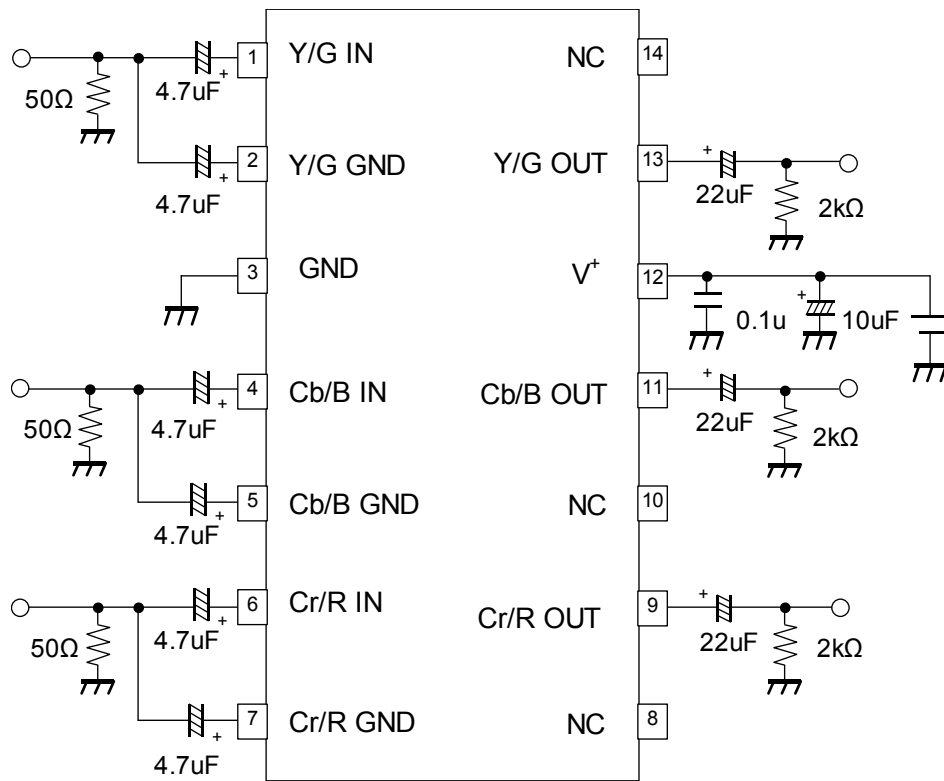 1 Y/G IN NC 14
50Ω 4.7uF +
2 Y/G GND Y/G OUT 13 +
4.7uF + 22uF 2kΩ
3 GND V+ 12
+ 0.1u 10uF
4 Cb/B IN Cb/B OUT 11 +
50Ω 4.7uF + 22uF 2kΩ
5 Cb/B GND NC 10
4.7uF +
6 Cr/R IN Cr/R OUT 9 +
50Ω 4.7uF + 22uF 2kΩ
7 Cr/R GND NC 8
4.7uF +